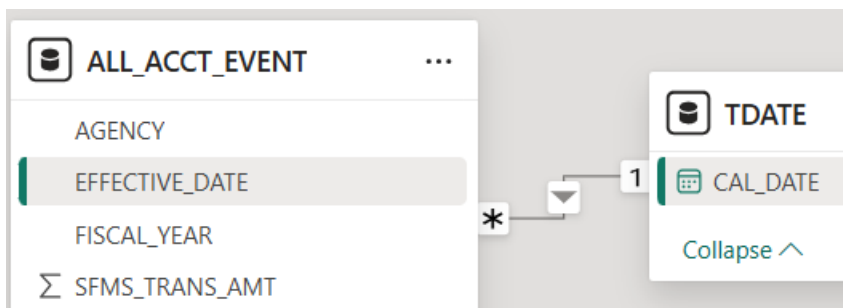 ALL_ACCT_EVENT
AGENCY
EFFECTIVE_DATE
FISCAL_YEAR
Σ SFMS_TRANS_AMT
*
1
TDATE
CAL_DATE
Collapse